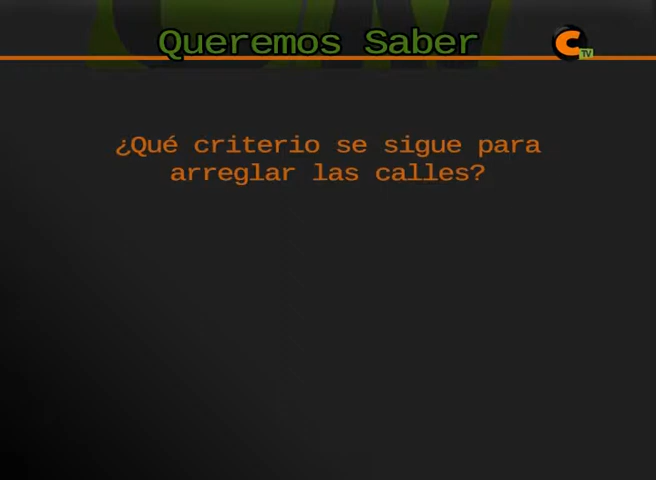 Queremos Saber
C TV
¿Qué criterio se sigue para
arreglar las calles?